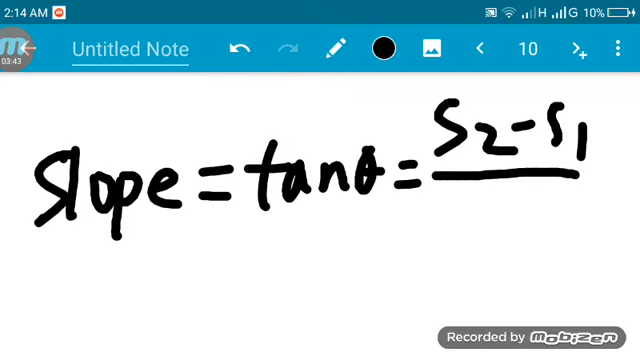 2:14 AM H G 10%
03:43 Untitled Note 10
slope = tanθ = S2 - S1
Recorded by mobizen